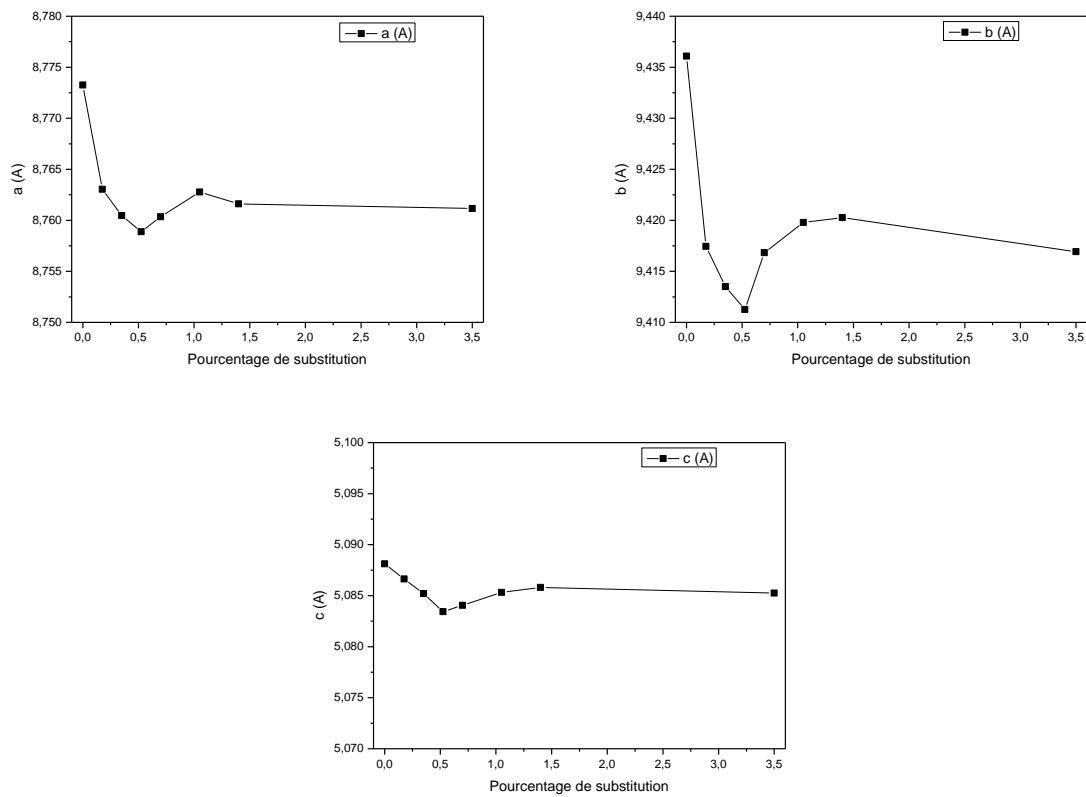 a (A)
8,780
8,775
8,770
8,765
8,760
8,755
8,750
a (A)
0,0 0,5 1,0 1,5 2,0 2,5 3,0 3,5
Pourcentage de substitution
b (A)
9,440
9,435
9,430
9,425
9,420
9,415
9,410
b (A)
0,0 0,5 1,0 1,5 2,0 2,5 3,0 3,5
Pourcentage de substitution
c (A)
5,100
5,095
5,090
5,085
5,080
5,075
5,070
c (A)
0,0 0,5 1,0 1,5 2,0 2,5 3,0 3,5
Pourcentage de substitution